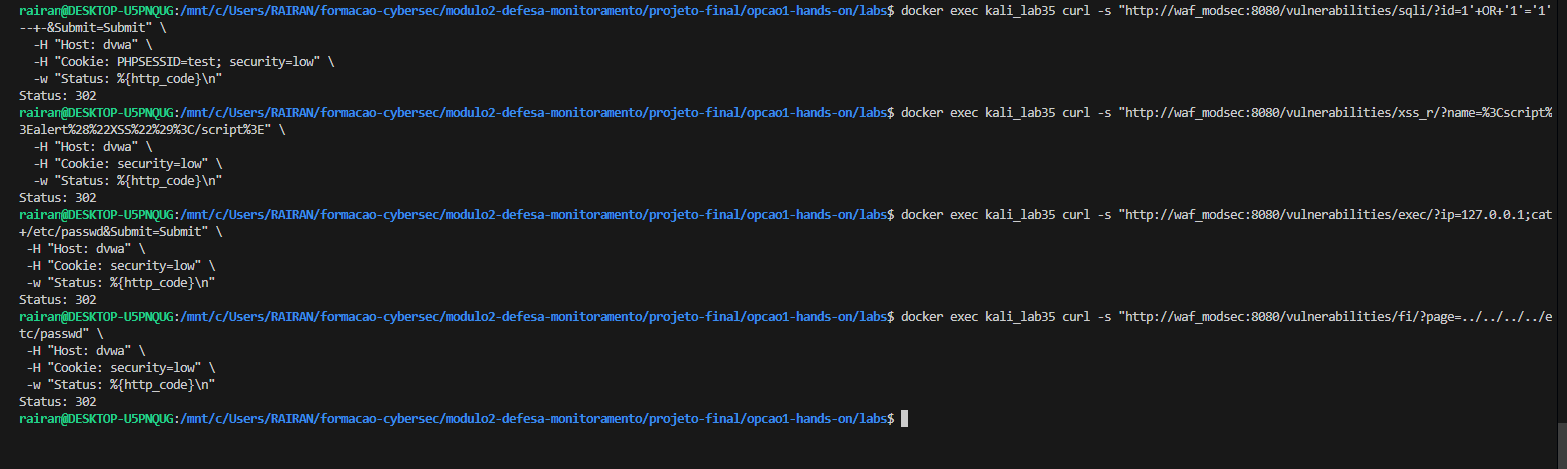 rairan@DESKTOP-U5PNQUG:/mnt/c/Users/RAIRAN/formacao-cybersec/modulo2-defesa-monitoramento/projeto-final/opcao1-hands-on/labs$ docker exec kali_lab35 curl -s "http://waf_modsec:8080/vulnerabilities/sqli/?id=1'+OR+'1'='1'
--+-&Submit=Submit" \
  -H "Host: dvwa" \
  -H "Cookie: PHPSESSID=test; security=low" \
  -w "Status: %{http_code}\n"
Status: 302
rairan@DESKTOP-U5PNQUG:/mnt/c/Users/RAIRAN/formacao-cybersec/modulo2-defesa-monitoramento/projeto-final/opcao1-hands-on/labs$ docker exec kali_lab35 curl -s "http://waf_modsec:8080/vulnerabilities/xss_r/?name=%3Cscript%
3Ealert%28%22XSS%22%29%3C/script%3E" \
  -H "Host: dvwa" \
  -H "Cookie: security=low" \
  -w "Status: %{http_code}\n"
Status: 302
rairan@DESKTOP-U5PNQUG:/mnt/c/Users/RAIRAN/formacao-cybersec/modulo2-defesa-monitoramento/projeto-final/opcao1-hands-on/labs$ docker exec kali_lab35 curl -s "http://waf_modsec:8080/vulnerabilities/exec/?ip=127.0.0.1;cat
+/etc/passwd&Submit=Submit" \
 -H "Host: dvwa" \
 -H "Cookie: security=low" \
 -w "Status: %{http_code}\n"
Status: 302
rairan@DESKTOP-U5PNQUG:/mnt/c/Users/RAIRAN/formacao-cybersec/modulo2-defesa-monitoramento/projeto-final/opcao1-hands-on/labs$ docker exec kali_lab35 curl -s "http://waf_modsec:8080/vulnerabilities/fi/?page=../../../../e
tc/passwd" \
 -H "Host: dvwa" \
 -H "Cookie: security=low" \
 -w "Status: %{http_code}\n"
Status: 302
rairan@DESKTOP-U5PNQUG:/mnt/c/Users/RAIRAN/formacao-cybersec/modulo2-defesa-monitoramento/projeto-final/opcao1-hands-on/labs$